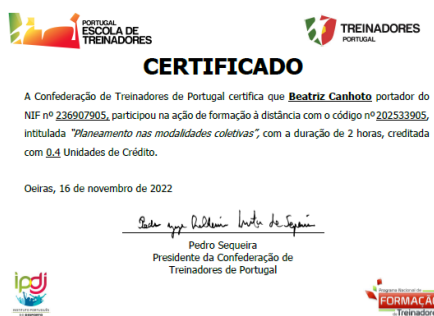 PORTUGAL
ESCOLA DE
TREINADORES
TREINADORES
PORTUGAL
CERTIFICADO
A Confederação de Treinadores de Portugal certifica que Beatriz Canhoto portador do
NIF nº 236907905, participou na ação de formação à distância com o código nº 202533905,
intitulada "Planeamento nas modalidades coletivas", com a duração de 2 horas, creditada
com 0.4 Unidades de Crédito.
Oeiras, 16 de novembro de 2022
Pedro Sequeira
Presidente da Confederação de
Treinadores de Portugal
ipdj
Programa Nacional de
FORMAÇÃO
de Treinadores